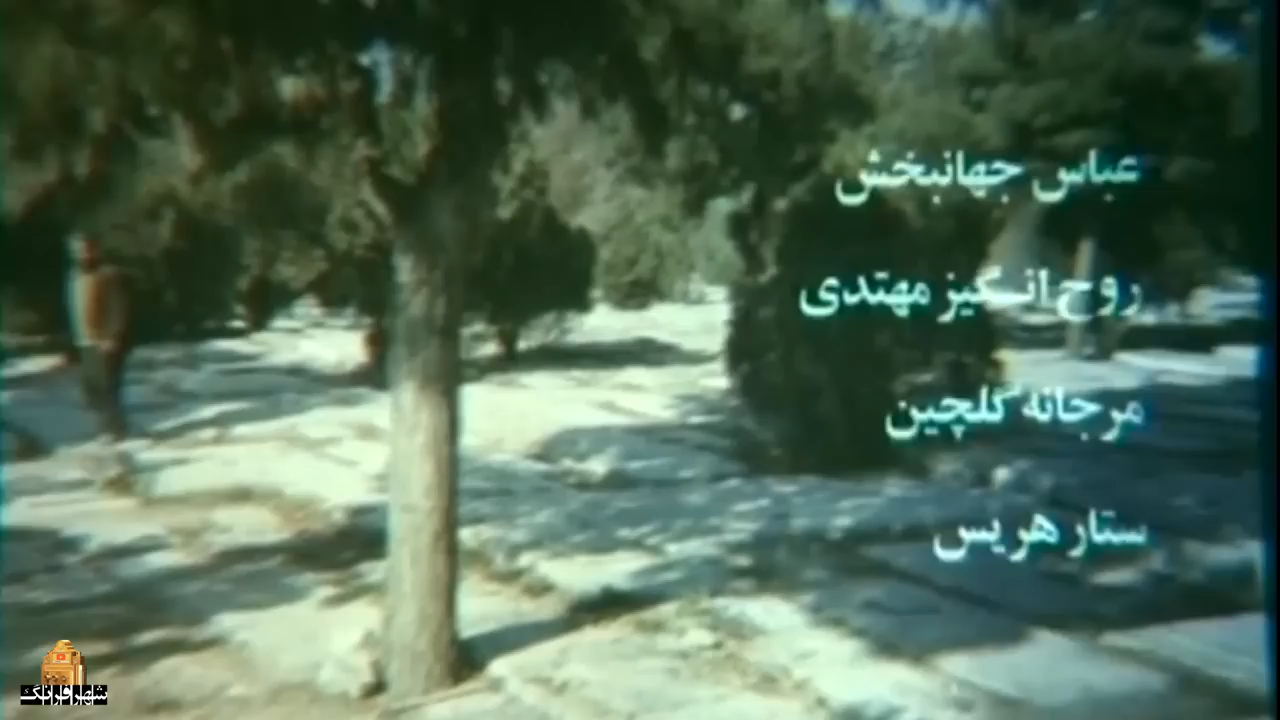 عباس جهانبخش
روح انگیز مهتدی
مرجانه گلچین
ستار هریس
شهر فرنگ